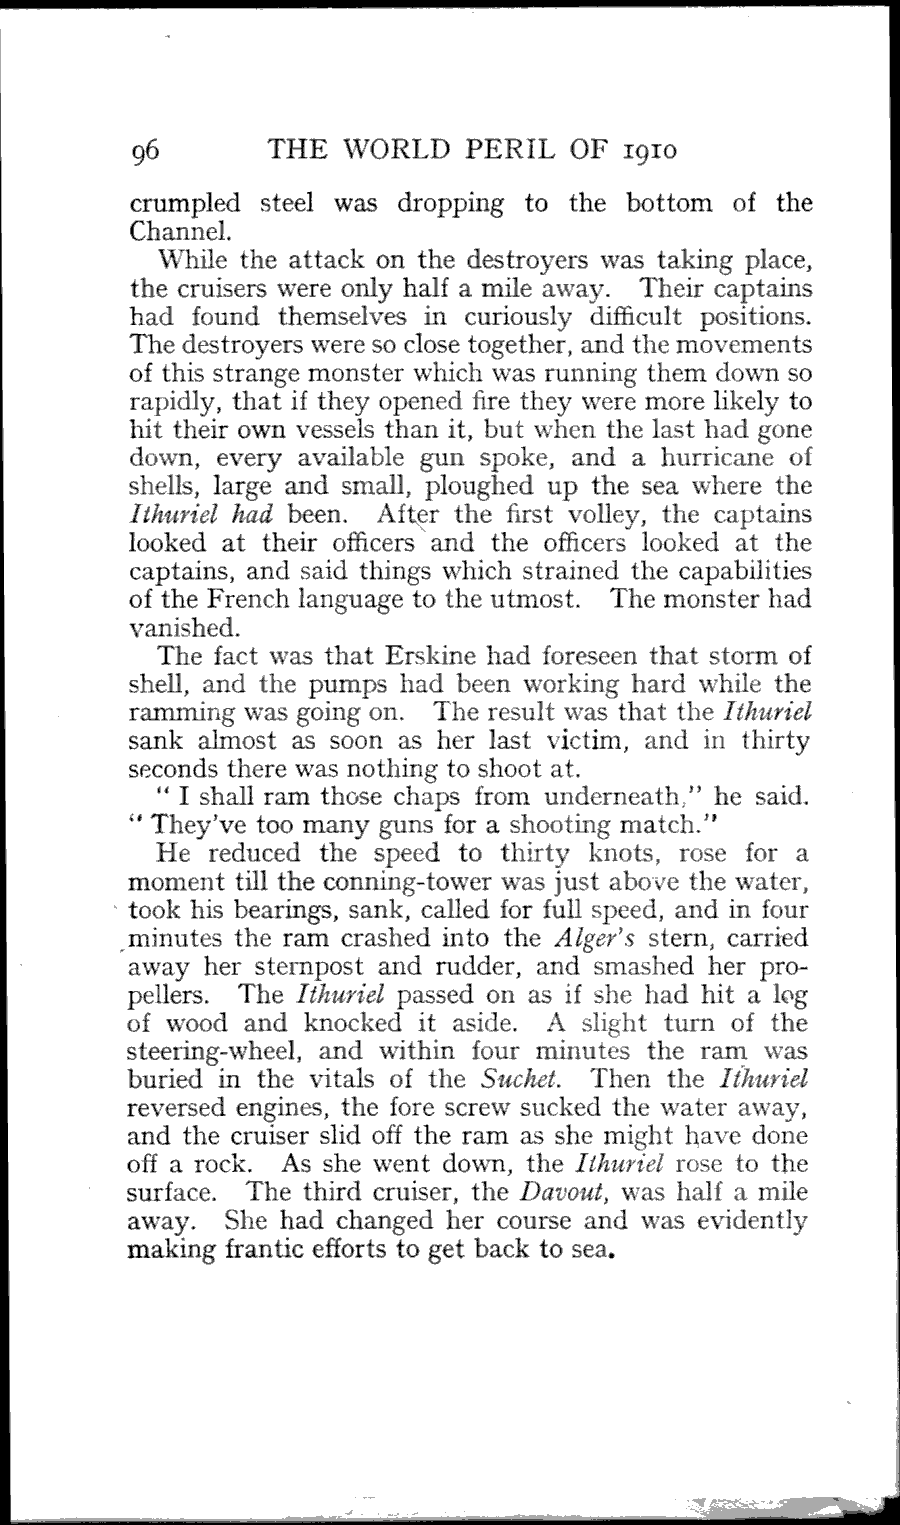 96 THE WORLD PERIL OF 1910
crumpled steel was dropping to the bottom of the
Channel.
While the attack on the destroyers was taking place,
the cruisers were only half a mile away. Their captains
had found themselves in curiously difficult positions.
The destroyers were so close together, and the movements
of this strange monster which was running them down so
rapidly, that if they opened fire they were more likely to
hit their own vessels than it, but when the last had gone
down, every available gun spoke, and a hurricane of
shells, large and small, ploughed up the sea where the
Ithuriel had been. After the first volley, the captains
looked at their officers and the officers looked at the
captains, and said things which strained the capabilities
of the French language to the utmost. The monster had
vanished.
The fact was that Erskine had foreseen that storm of
shell, and the pumps had been working hard while the
ramming was going on. The result was that the Ithuriel
sank almost as soon as her last victim, and in thirty
seconds there was nothing to shoot at.
" I shall ram those chaps from underneath," he said.
" They've too many guns for a shooting match."
He reduced the speed to thirty knots, rose for a
moment till the conning-tower was just above the water,
took his bearings, sank, called for full speed, and in four
minutes the ram crashed into the Alger's stern, carried
away her sternpost and rudder, and smashed her pro-
pellers. The Ithuriel passed on as if she had hit a log
of wood and knocked it aside. A slight turn of the
steering-wheel, and within four minutes the ram was
buried in the vitals of the Suchet. Then the Ithuriel
reversed engines, the fore screw sucked the water away,
and the cruiser slid off the ram as she might have done
off a rock. As she went down, the Ithuriel rose to the
surface. The third cruiser, the Davout, was half a mile
away. She had changed her course and was evidently
making frantic efforts to get back to sea.